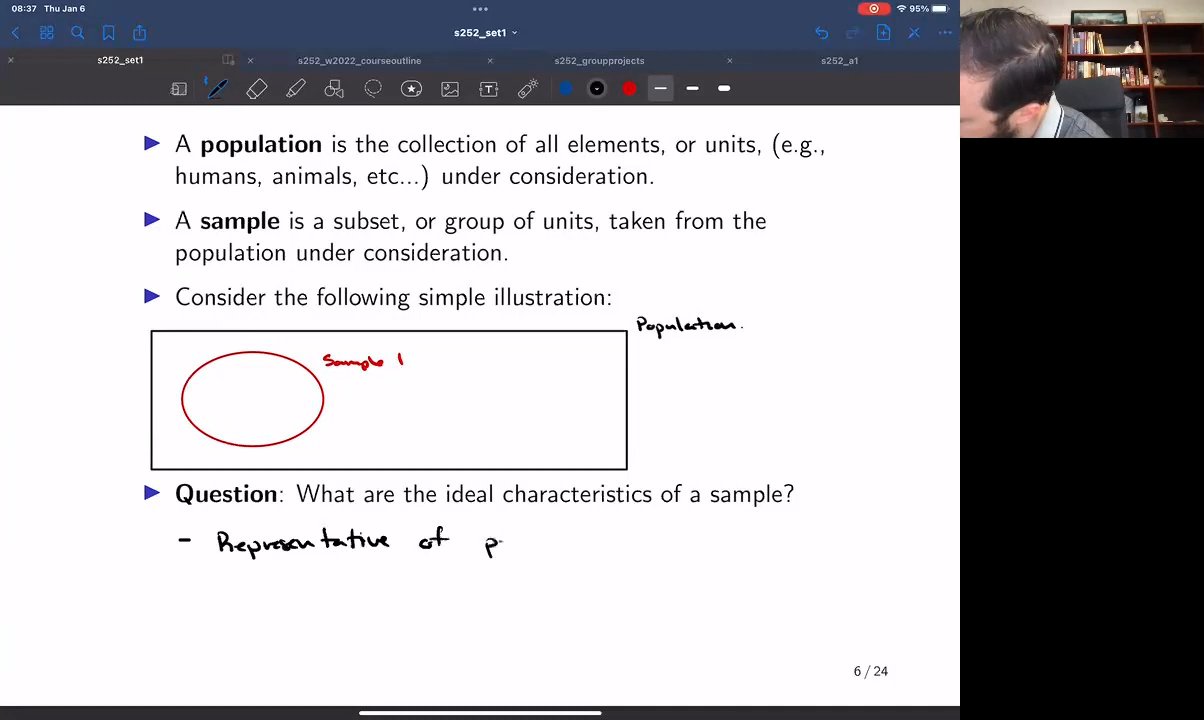 08:37 Thu Jan 6
95%
s252_set1
s252_set1
s252_w2022_courseoutline
s252_groupprojects
s252_a1
A population is the collection of all elements, or units, (e.g.,
humans, animals, etc...) under consideration.
A sample is a subset, or group of units, taken from the
population under consideration.
Consider the following simple illustration:
Population.
Sample 1
Question: What are the ideal characteristics of a sample?
- Representative of p
6 / 24